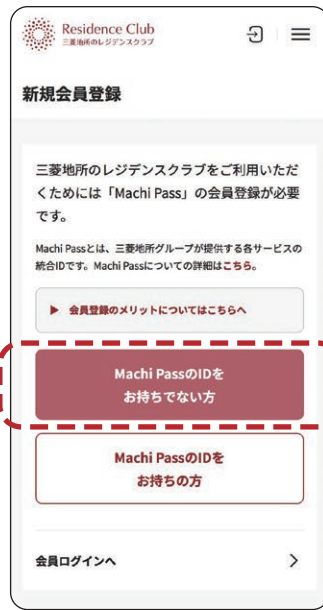 Residence Club
三菱地所のレジデンスクラブ
新規会員登録
三菱地所のレジデンスクラブをご利用いただ
くためには「Machi Pass」の会員登録が必要
です。
Machi Passとは、三菱地所グループが提供する各サービスの
統合IDです。Machi Passについての詳細はこちら。
▶ 会員登録のメリットについてはこちらへ
Machi PassのIDを
お持ちでない方
Machi PassのIDを
お持ちの方
会員ログインへ